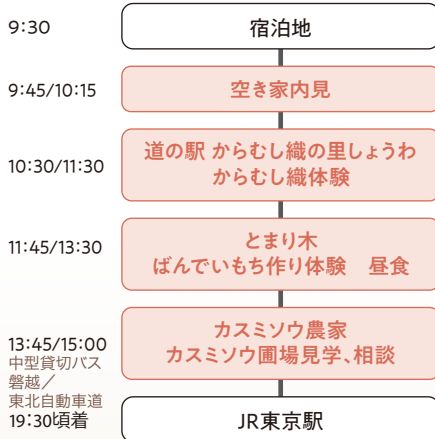 9:30
宿泊地
9:45/10:15
空き家内見
10:30/11:30
道の駅 からむし織の里しょうわ
からむし織体験
11:45/13:30
とまり木
ばんでいもち作り体験　昼食
13:45/15:00
カスミソウ農家
カスミソウ圃場見学、相談
中型貸切バス
磐越／
東北自動車道
19:30頃着
JR東京駅